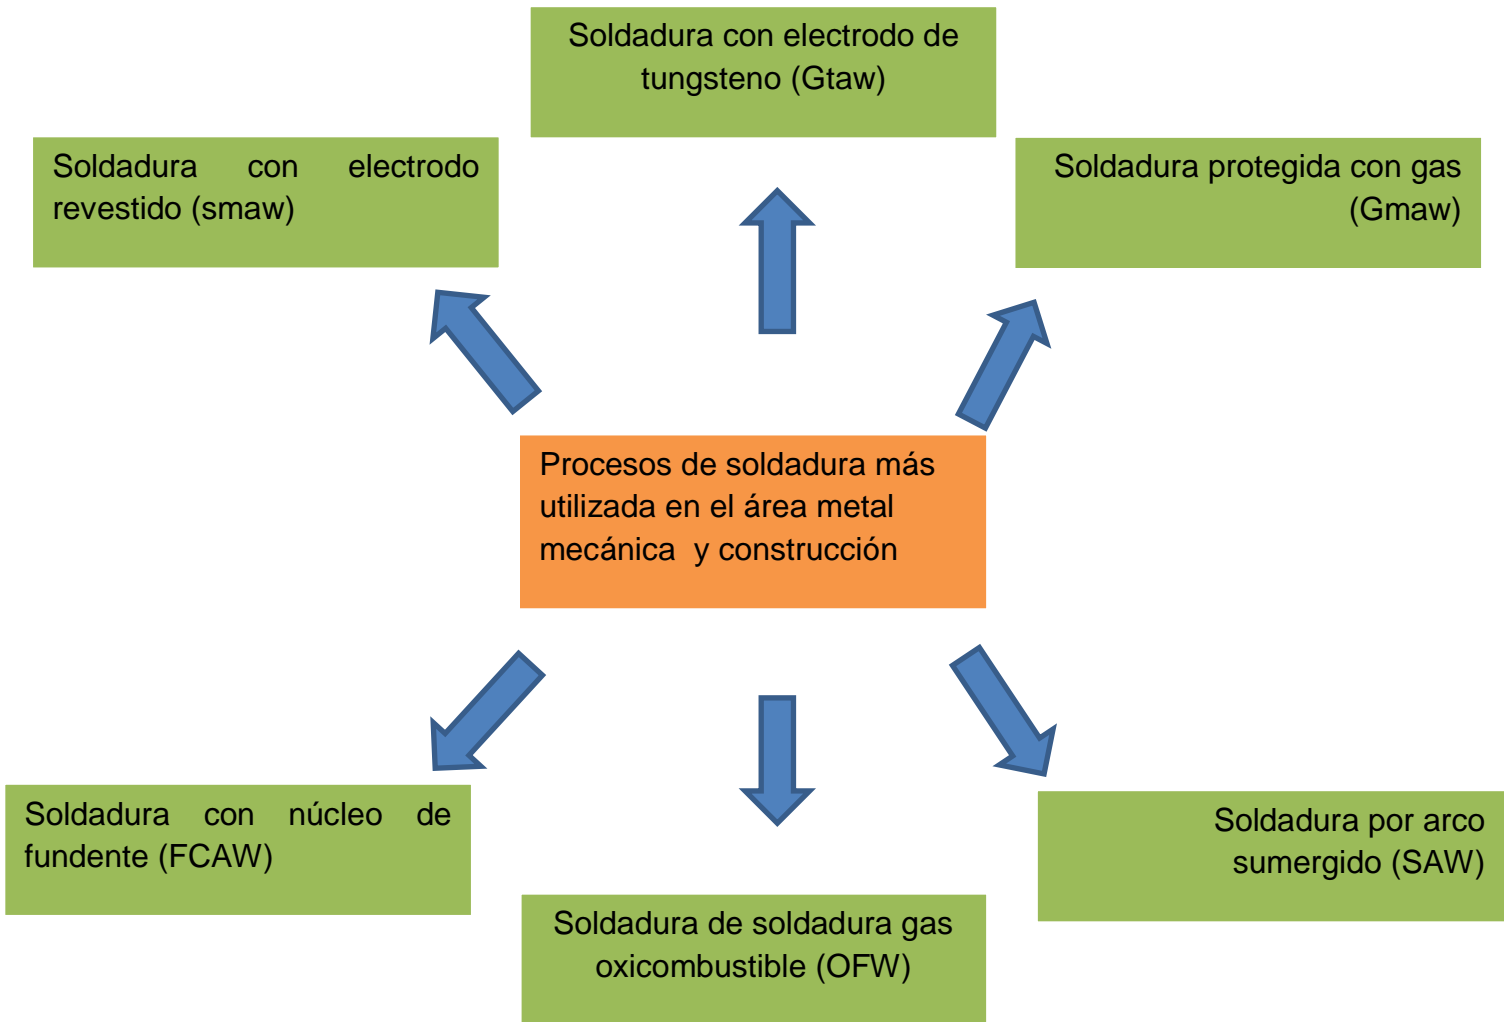 Soldadura con electrodo de
tungsteno (Gtaw)
Soldadura con electrodo
revestido (smaw)
Soldadura protegida con gas
(Gmaw)
Procesos de soldadura más
utilizada en el área metal
mecánica  y construcción
Soldadura con núcleo de
fundente (FCAW)
Soldadura por arco
sumergido (SAW)
Soldadura de soldadura gas
oxicombustible (OFW)